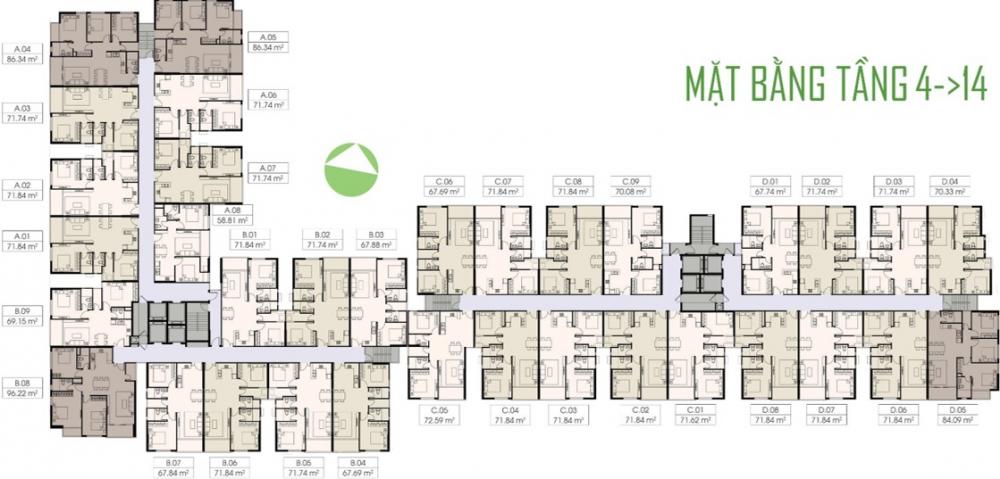 A.04
86.34 m²
A.05
86.34 m²
MẶT BẰNG TẦNG 4->14
A.03
71.74 m²
A.06
71.74 m²
A.07
71.74 m²
A.02
71.84 m²
A.08
58.81 m²
A.01
71.84 m²
B.01
71.84 m²
B.02
71.74 m²
B.03
67.88 m²
C.06
67.69 m²
C.07
71.84 m²
C.08
71.84 m²
C.09
70.08 m²
D.01
67.74 m²
D.02
71.74 m²
D.03
71.74 m²
D.04
70.33 m²
B.09
69.15 m²
B.08
96.22 m²
C.05
72.59 m²
C.04
71.84 m²
C.03
71.84 m²
C.02
71.84 m²
C.01
71.62 m²
D.08
71.84 m²
D.07
71.84 m²
D.06
71.84 m²
D.05
84.09 m²
B.07
67.84 m²
B.06
71.84 m²
B.05
71.74 m²
B.04
67.69 m²